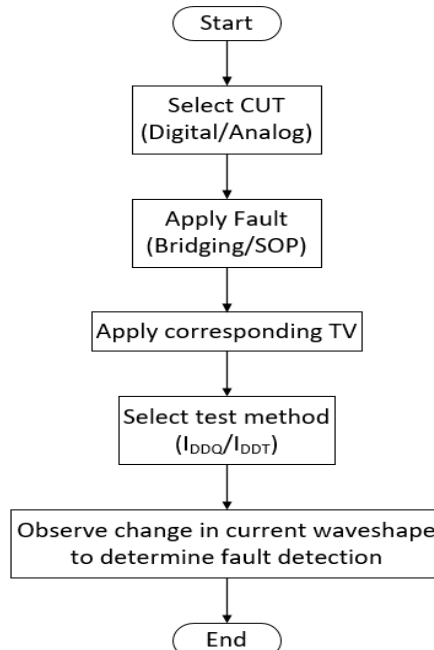 Start
Select CUT
(Digital/Analog)
Apply Fault
(Bridging/SOP)
Apply corresponding TV
Select test method
(IDDQ/IDDT)
Observe change in current waveshape
to determine fault detection
End